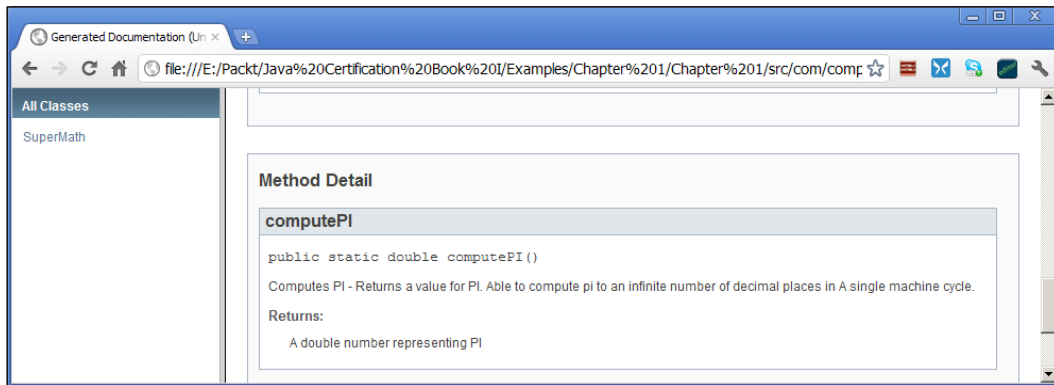 Generated Documentation (Un
file:///E:/Packt/Java%20Certification%20Book%20I/Examples/Chapter%201/Chapter%201/src/com/comp
All Classes
SuperMath
Method Detail
computePI
public static double computePI()
Computes PI - Returns a value for PI. Able to compute pi to an infinite number of decimal places in A single machine cycle.
Returns:
A double number representing PI